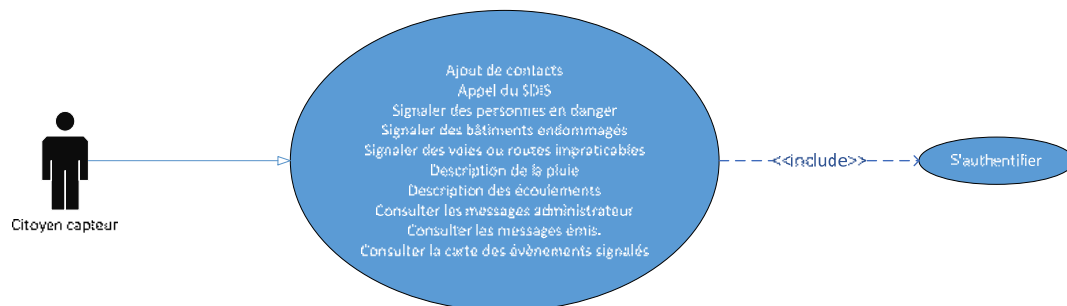 Ajout de contacts
Appel du SDIS
Signaler des personnes en danger
Signaler des bâtiments endommagés
Signaler des voies ou routes impraticables
Description de la pluie
Description des écoulements
Consulter les messages administrateur
Consulter les messages émis.
Consulter la carte des évènements signalés
<<include>>
S'authentifier
Citoyen capteur